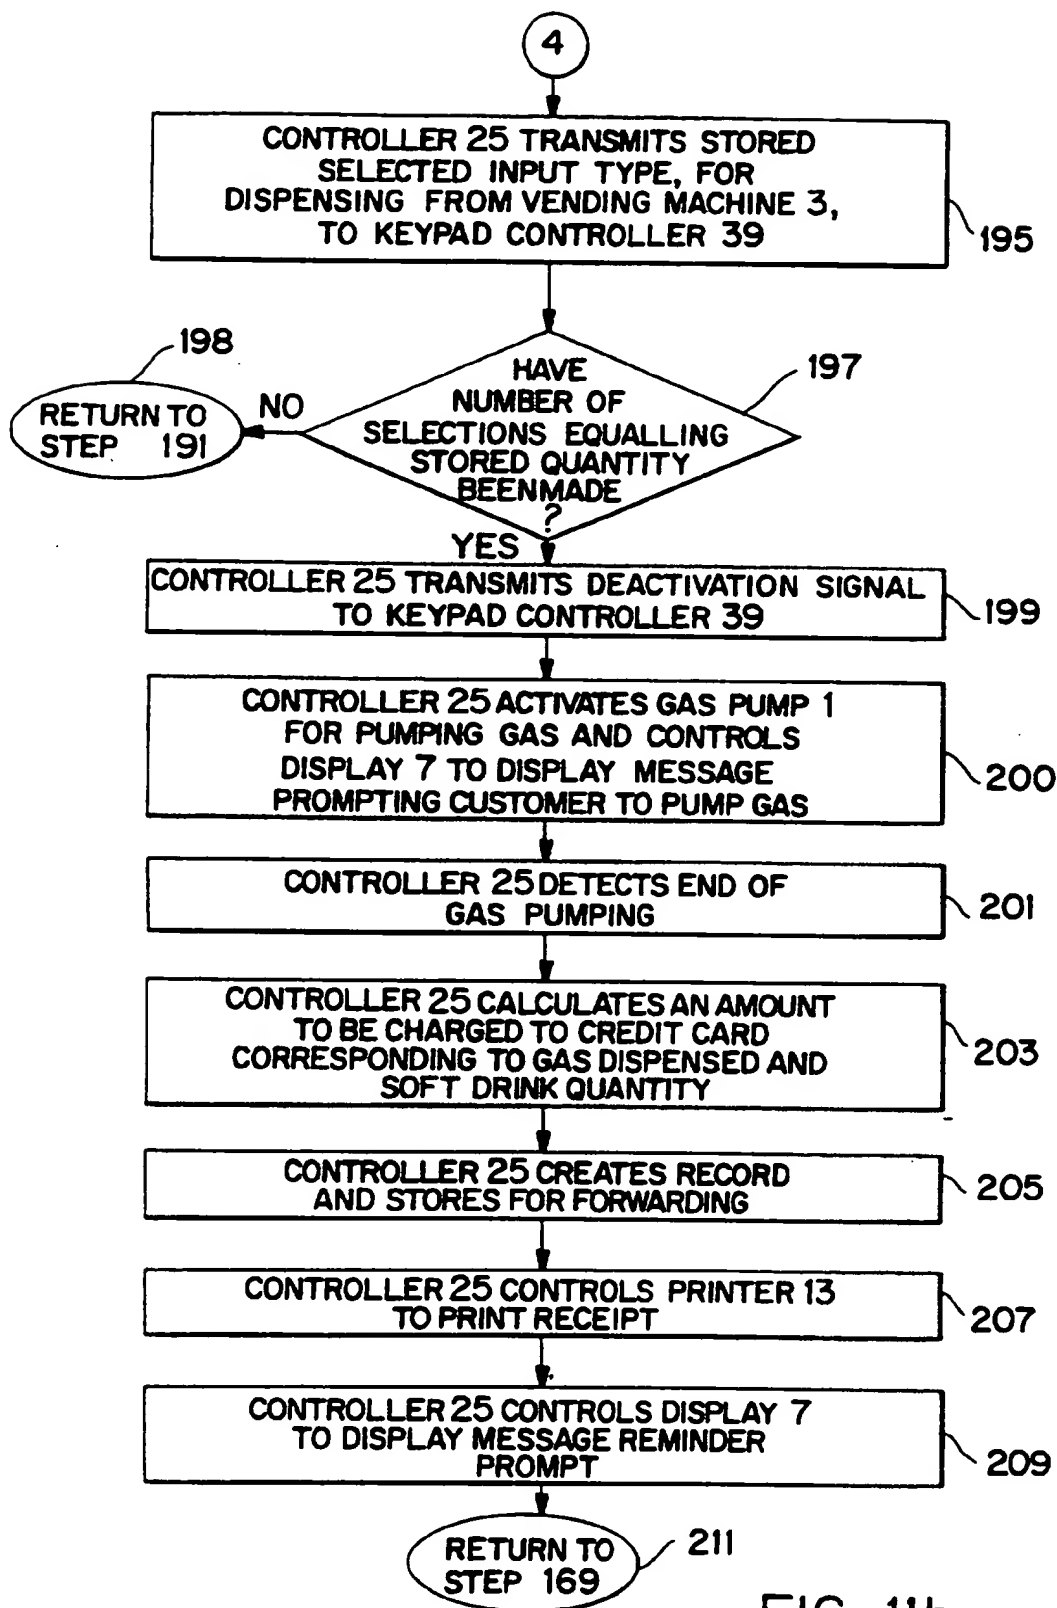 4
CONTROLLER 25 TRANSMITS STORED
SELECTED INPUT TYPE, FOR
DISPENSING FROM VENDING MACHINE 3,
TO KEYPAD CONTROLLER 39
195
198
197
HAVE
NUMBER OF
SELECTIONS EQUALLING
STORED QUANTITY
BEENMADE
?
NO
RETURN TO
STEP 191
YES
CONTROLLER 25 TRANSMITS DEACTIVATION SIGNAL
TO KEYPAD CONTROLLER 39
199
CONTROLLER 25 ACTIVATES GAS PUMP 1
FOR PUMPING GAS AND CONTROLS
DISPLAY 7 TO DISPLAY MESSAGE
PROMPTING CUSTOMER TO PUMP GAS
200
CONTROLLER 25 DETECTS END OF
GAS PUMPING
201
CONTROLLER 25 CALCULATES AN AMOUNT
TO BE CHARGED TO CREDIT CARD
CORRESPONDING TO GAS DISPENSED AND
SOFT DRINK QUANTITY
203
CONTROLLER 25 CREATES RECORD
AND STORES FOR FORWARDING
205
CONTROLLER 25 CONTROLS PRINTER 13
TO PRINT RECEIPT
207
CONTROLLER 25 CONTROLS DISPLAY 7
TO DISPLAY MESSAGE REMINDER
PROMPT
209
RETURN TO
STEP 169
211
FIG.